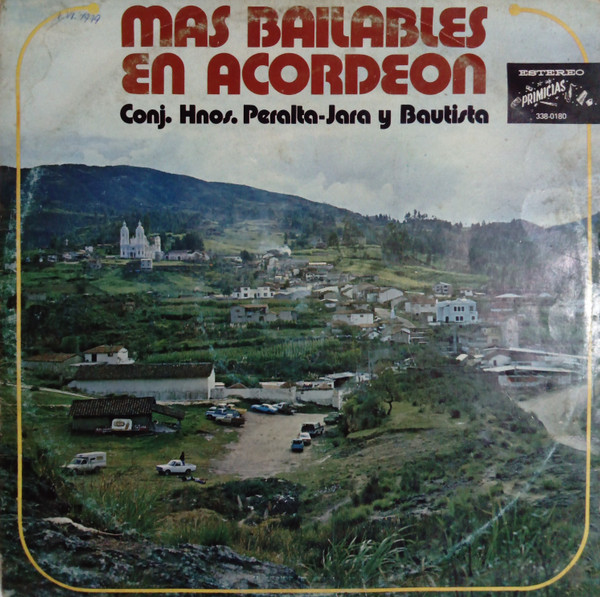 MAS BAILABLES
EN ACORDEON
Conj. Hnos. Peralta-Jara y Bautista
ESTEREO
PRIMICIAS
338-0180